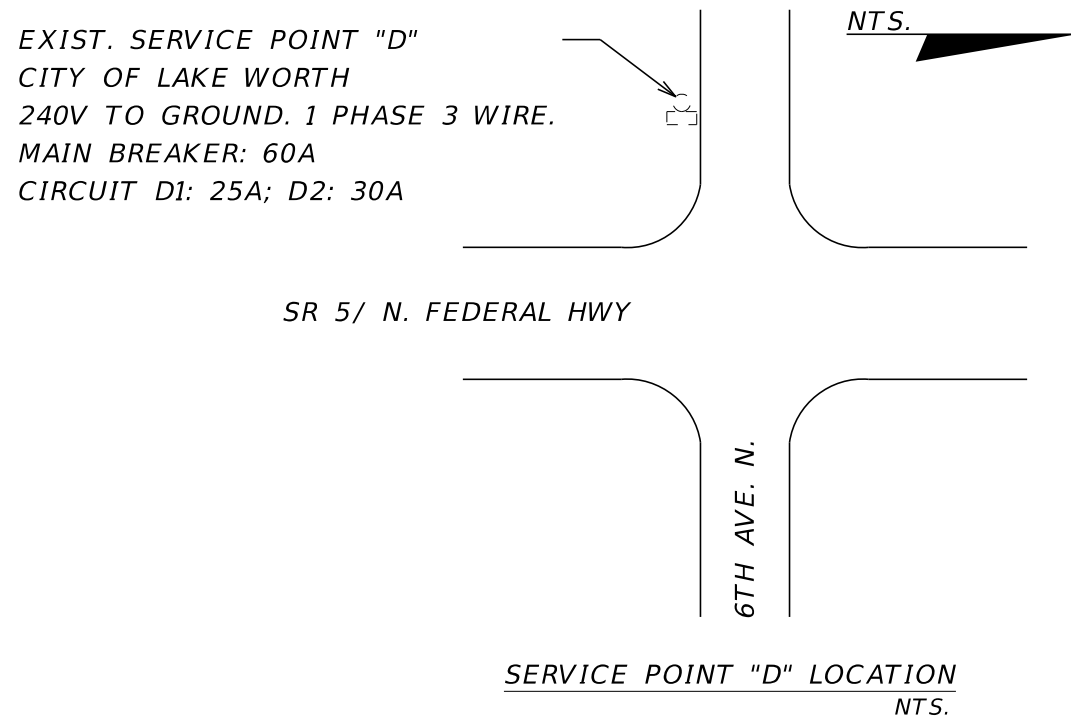 EXIST. SERVICE POINT "D"
CITY OF LAKE WORTH
240V TO GROUND. 1 PHASE 3 WIRE.
MAIN BREAKER: 60A
CIRCUIT D1: 25A; D2: 30A
NTS.
SR 5/ N. FEDERAL HWY
6TH AVE. N.
SERVICE POINT "D" LOCATION
NTS.